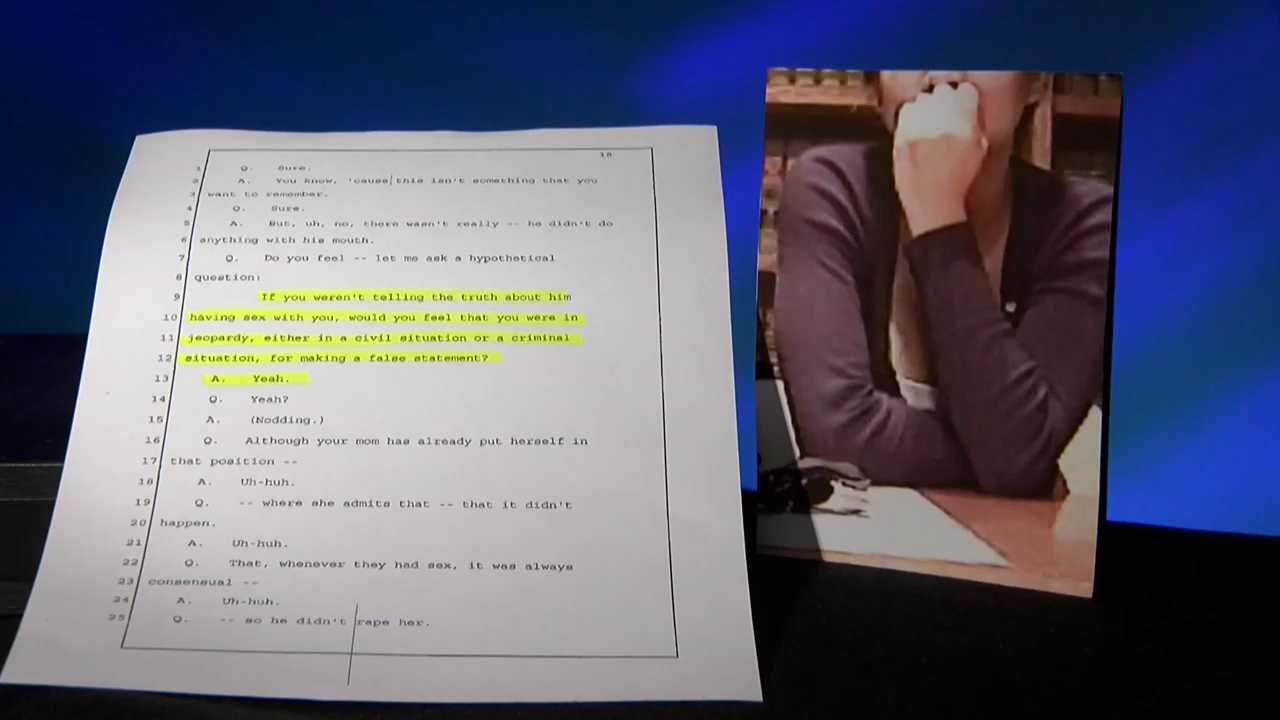 18
1 Q. Sure.
2 A. You know, 'cause this isn't something that you
3 want to remember.
4 Q. Sure.
5 A. But, uh, no, there wasn't really -- he didn't do
6 anything with his mouth.
7 Q. Do you feel -- let me ask a hypothetical
8 question:
9 If you weren't telling the truth about him
10 having sex with you, would you feel that you were in
11 jeopardy, either in a civil situation or a criminal
12 situation, for making a false statement?
13 A. Yeah.
14 Q. Yeah?
15 A. (Nodding.)
16 Q. Although your mom has already put herself in
17 that position --
18 A. Uh-huh.
19 Q. -- where she admits that -- that it didn't
20 happen.
21 A. Uh-huh.
22 Q. That, whenever they had sex, it was always
23 consensual --
24 A. Uh-huh.
25 Q. -- so he didn't rape her.